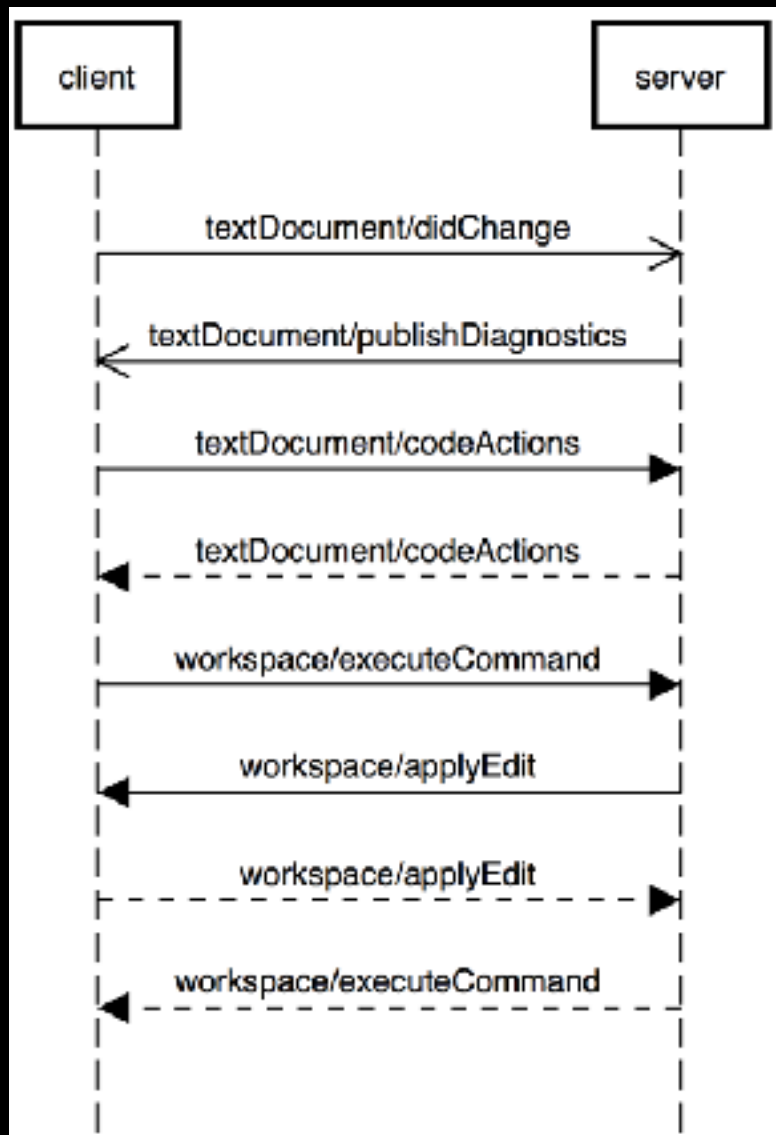 client
server
textDocument/didChange
textDocument/publishDiagnostics
textDocument/codeActions
textDocument/codeActions
workspace/executeCommand
workspace/applyEdit
workspace/applyEdit
workspace/executeCommand